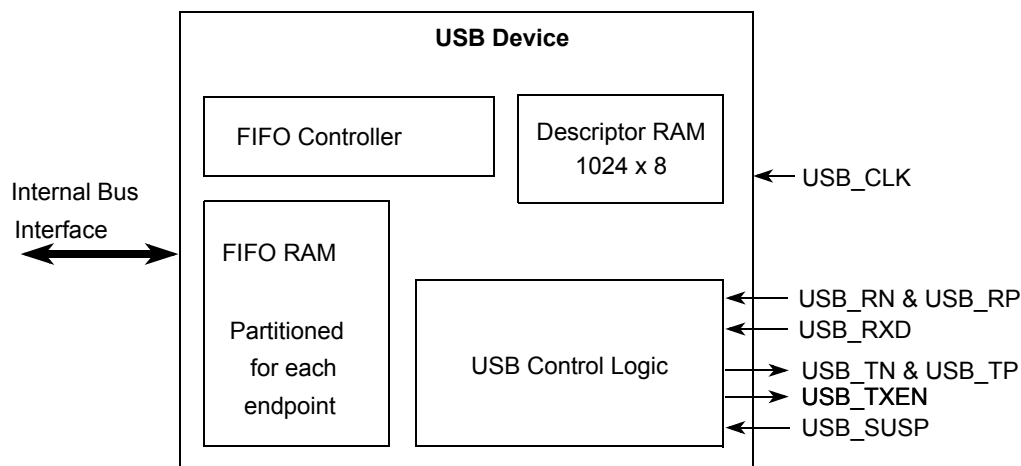 USB Device
FIFO Controller
Descriptor RAM
1024 x 8
Internal Bus
Interface
USB_CLK
FIFO RAM
Partitioned
for each
endpoint
USB Control Logic
USB_RN & USB_RP
USB_RXD
USB_TN & USB_TP
USB_TXEN
USB_SUSP